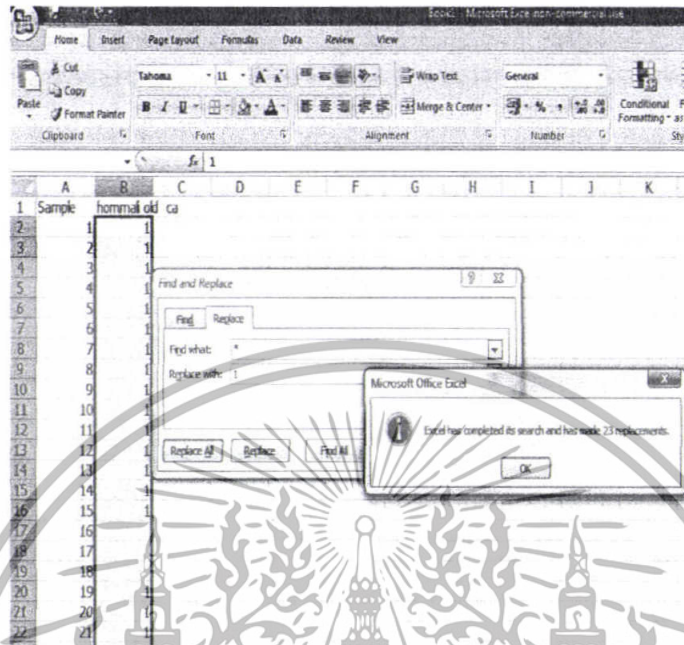 Book2 - Microsoft Excel non-commercial use
Home Insert Page Layout Formulas Data Review View
Cut
Copy
Paste
Format Painter
Clipboard
Tahoma 11 A A
B I U A
Font
Wrap Text
Merge & Center
Alignment
General
% ,
Number
Conditional
Formatting as
Sty
fx 1
A B C D E F G H I J K
1 Sample hommali old ca
2 1 1
3 2 1
4 3 1
5 4 1
6 5 1
7 6 1
8 7 1
9 8 1
10 9 1
11 10 1
12 11 1
13 12 1
14 13 1
15 14 1
16 15 1
17 16
18 17
19 18
20 19 1
21 20 1
22 21 1
Find and Replace
Find Replace
Find what: *
Replace with: 1
Replace All Replace Find All
Microsoft Office Excel
Excel has completed its search and has made 23 replacements.
OK